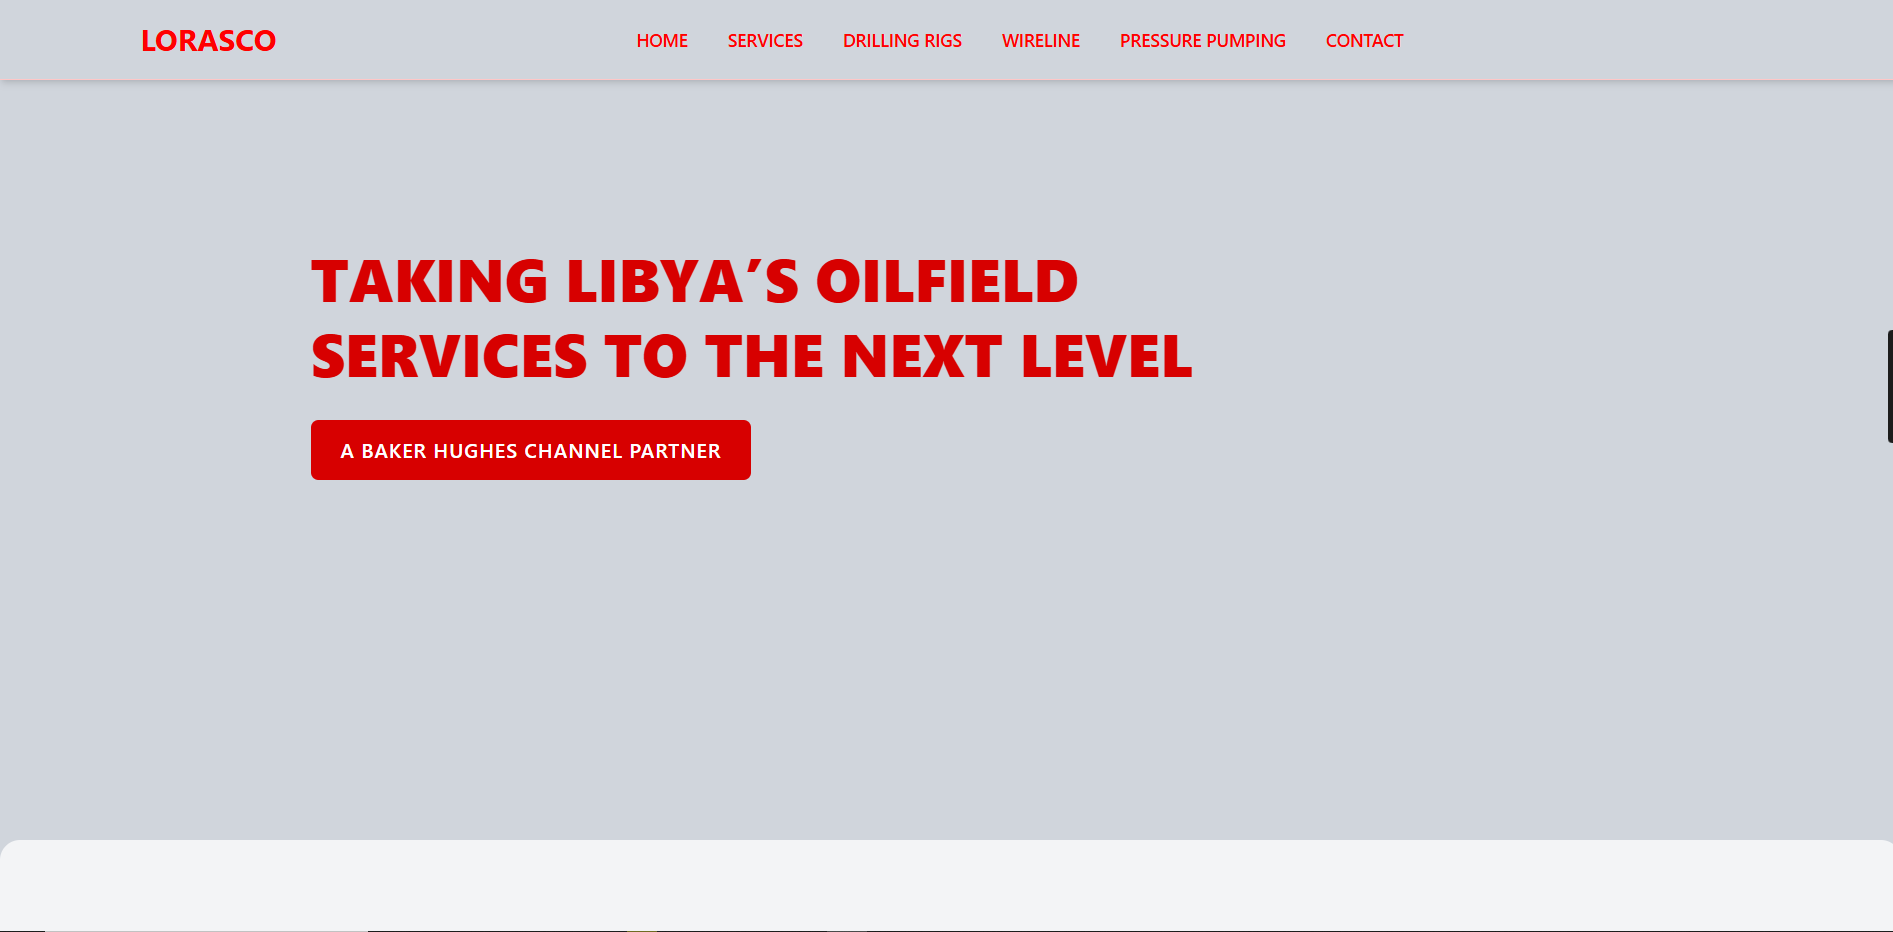 LORASCO
HOME SERVICES DRILLING RIGS WIRELINE PRESSURE PUMPING CONTACT
TAKING LIBYA’S OILFIELD
SERVICES TO THE NEXT LEVEL
A BAKER HUGHES CHANNEL PARTNER